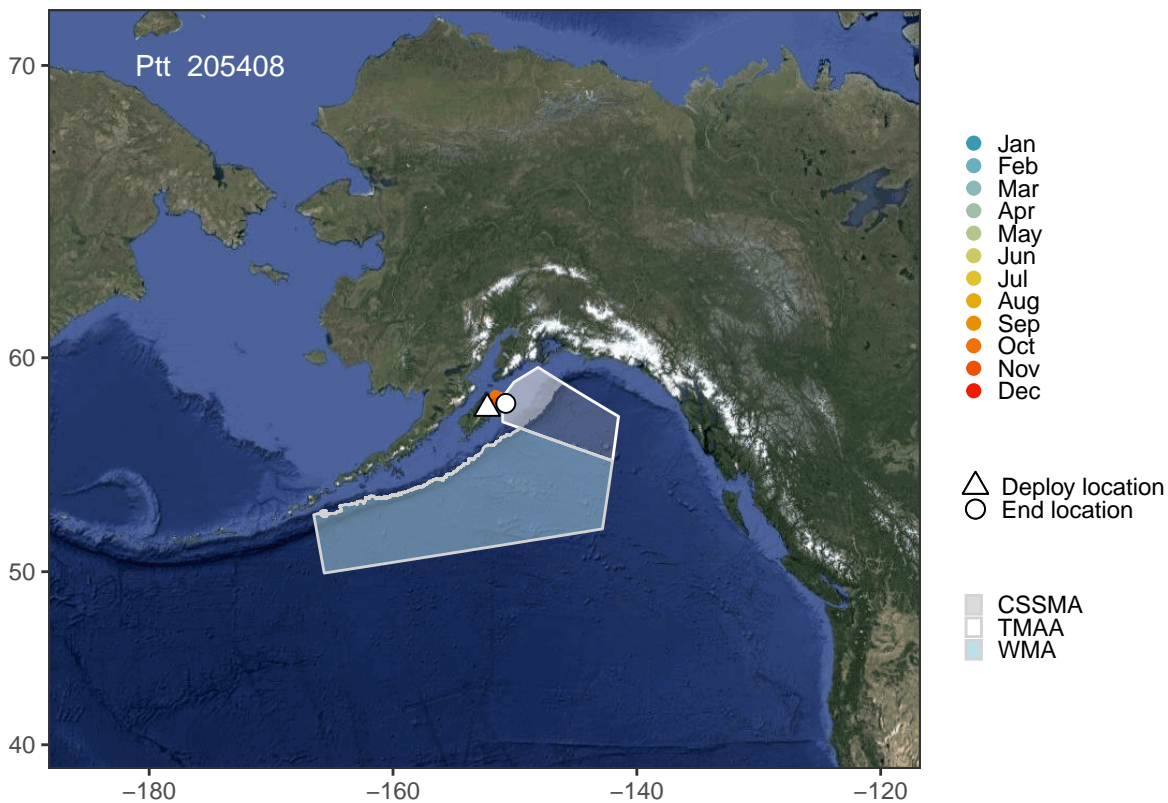 Ptt 205408
70
60
50
40
−180
−160
−140
−120
Jan
Feb
Mar
Apr
May
Jun
Jul
Aug
Sep
Oct
Nov
Dec
Deploy location
End location
CSSMA
TMAA
WMA